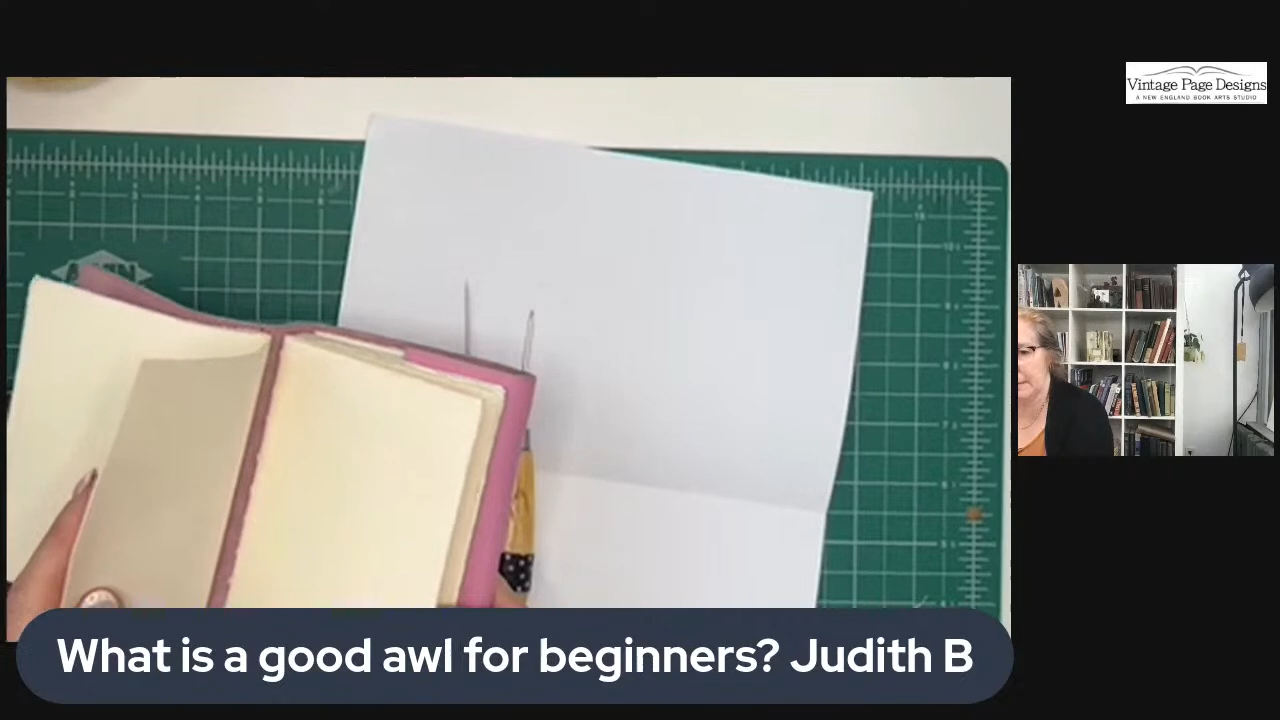 Vintage Page Designs
A NEW ENGLAND BOOK ARTS STUDIO
What is a good awl for beginners? Judith B